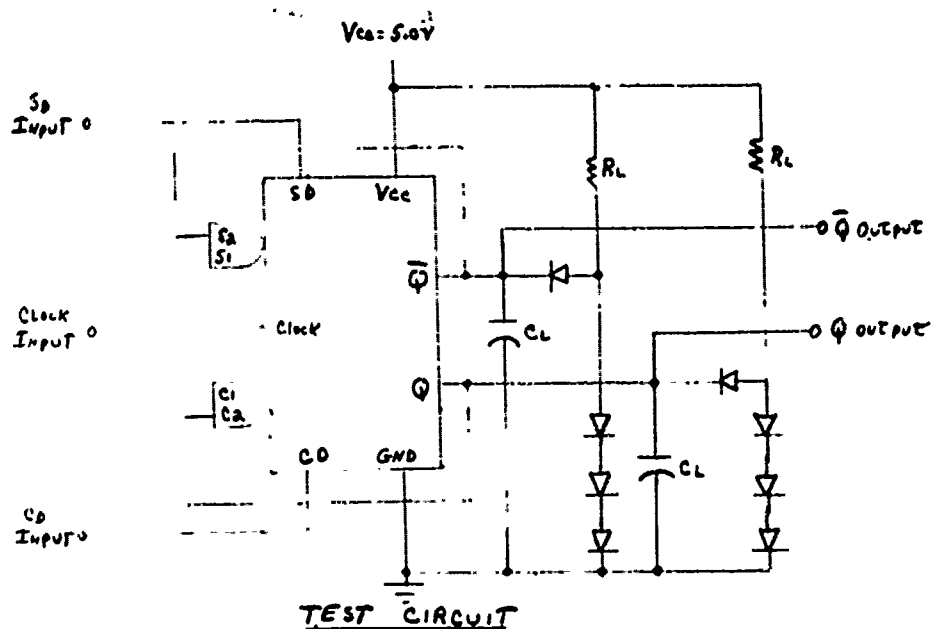 Vcc = 5.0V
SD
INPUT
SD
Vcc
RL
RL
S2
S1
Q̅ OUTPUT
Q̅
CLOCK
INPUT
Clock
CL
Q OUTPUT
Q
C1
C2
CD
GND
CL
CD
INPUT
TEST CIRCUIT